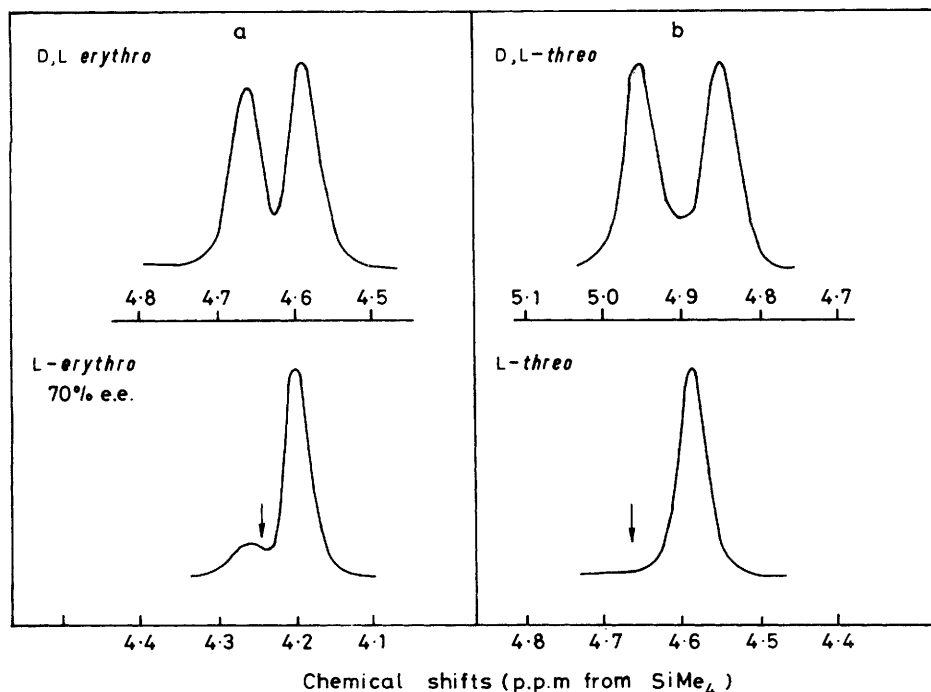 a
D,L erythro
4·8 4·7 4·6 4·5
L-erythro
70% e.e.
4·4 4·3 4·2 4·1
b
D,L-threo
5·1 5·0 4·9 4·8 4·7
L-threo
4·8 4·7 4·6 4·5 4·4
Chemical shifts (p.p.m from SiMe₄)